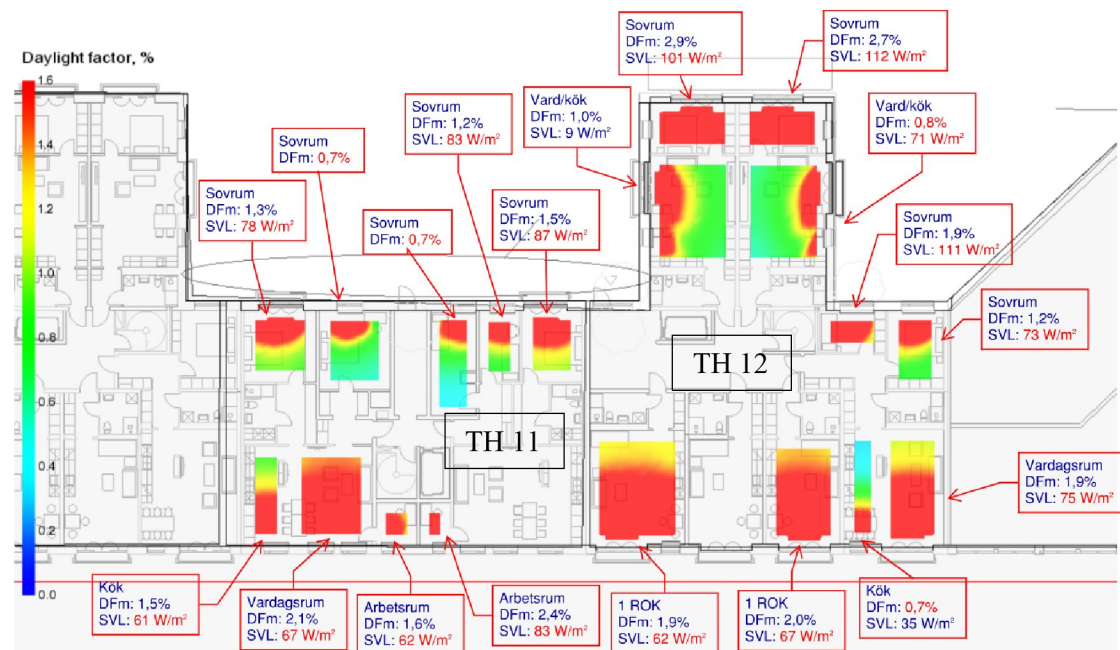 Daylight factor, %
1.6
1.4
1.2
1.0
0.8
0.6
0.4
0.2
0.0
Sovrum
DFm: 2,9%
SVL: 101 W/m²
Sovrum
DFm: 2,7%
SVL: 112 W/m²
Sovrum
DFm: 1,2%
SVL: 83 W/m²
Vard/kök
DFm: 1,0%
SVL: 9 W/m²
Vard/kök
DFm: 0,8%
SVL: 71 W/m²
Sovrum
DFm: 0,7%
Sovrum
DFm: 1,3%
SVL: 78 W/m²
Sovrum
DFm: 0,7%
Sovrum
DFm: 1,5%
SVL: 87 W/m²
Sovrum
DFm: 1,9%
SVL: 111 W/m²
Sovrum
DFm: 1,2%
SVL: 73 W/m²
TH 12
TH 11
Vardagsrum
DFm: 1,9%
SVL: 75 W/m²
Kök
DFm: 1,5%
SVL: 61 W/m²
Vardagsrum
DFm: 2,1%
SVL: 67 W/m²
Arbetsrum
DFm: 1,6%
SVL: 62 W/m²
Arbetsrum
DFm: 2,4%
SVL: 83 W/m²
1 ROK
DFm: 1,9%
SVL: 62 W/m²
1 ROK
DFm: 2,0%
SVL: 67 W/m²
Kök
DFm: 0,7%
SVL: 35 W/m²